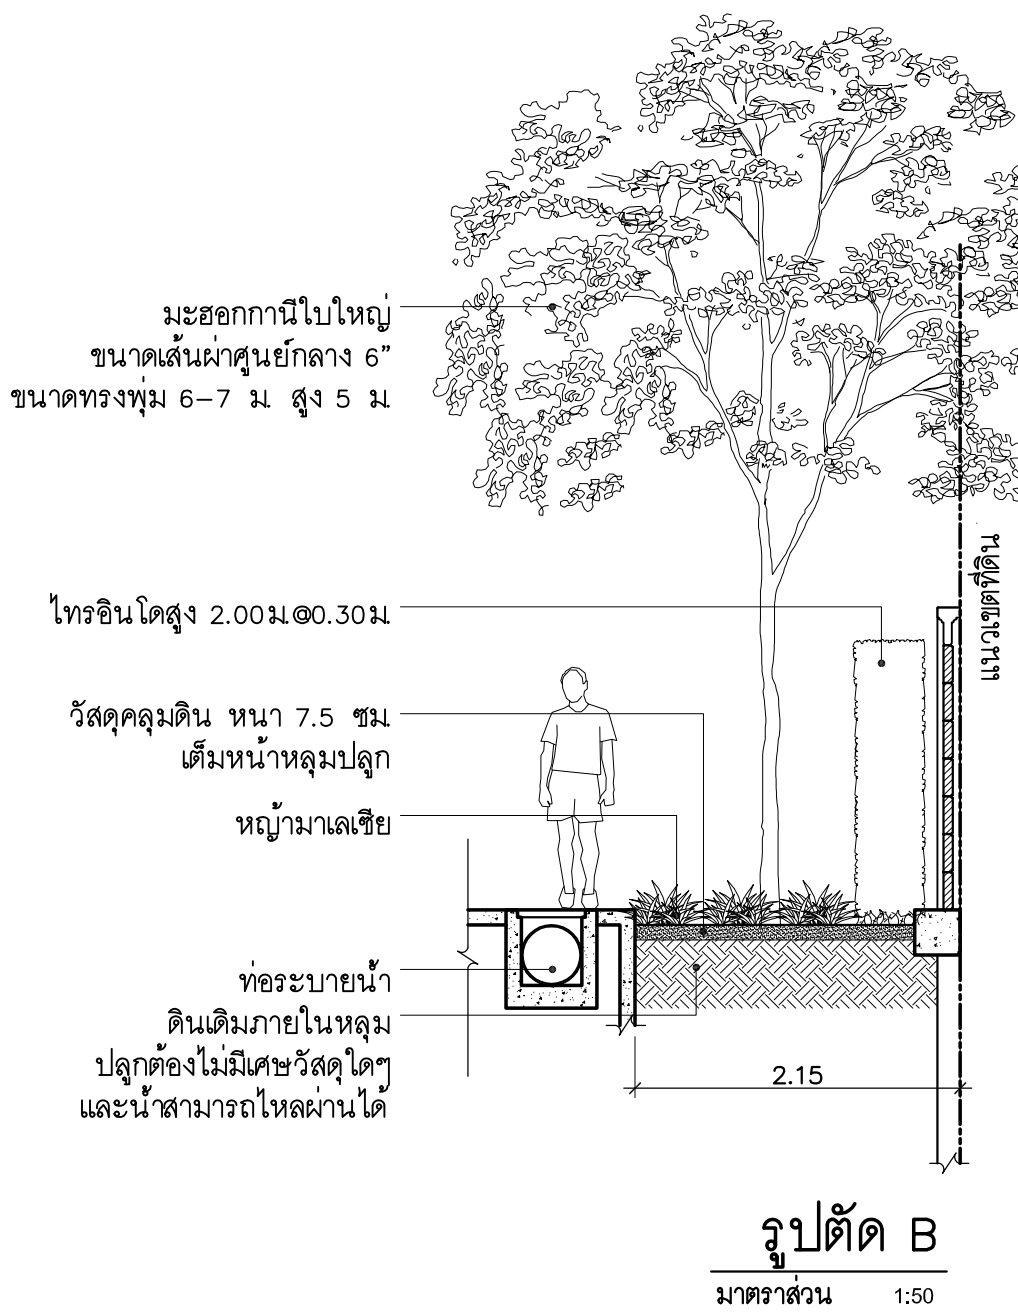 มะฮอกกานีใบใหญ่
ขนาดเส้นผ่าศูนย์กลาง 6”
ขนาดทรงพุ่ม 6-7 ม. สูง 5 ม.
แนวเขตที่ดิน
ไทรอินโดสูง 2.00ม.@0.30ม.
วัสดุคลุมดิน หนา 7.5 ซม.
เต็มหน้าหลุมปลูก
หญ้ามาเลเซีย
ท่อระบายน้ำ
ดินเดิมภายในหลุม
ปลูกต้องไม่มีเศษวัสดุใดๆ
และน้ำสามารถไหลผ่านได้
2.15
รูปตัด B
มาตราส่วน 1:50